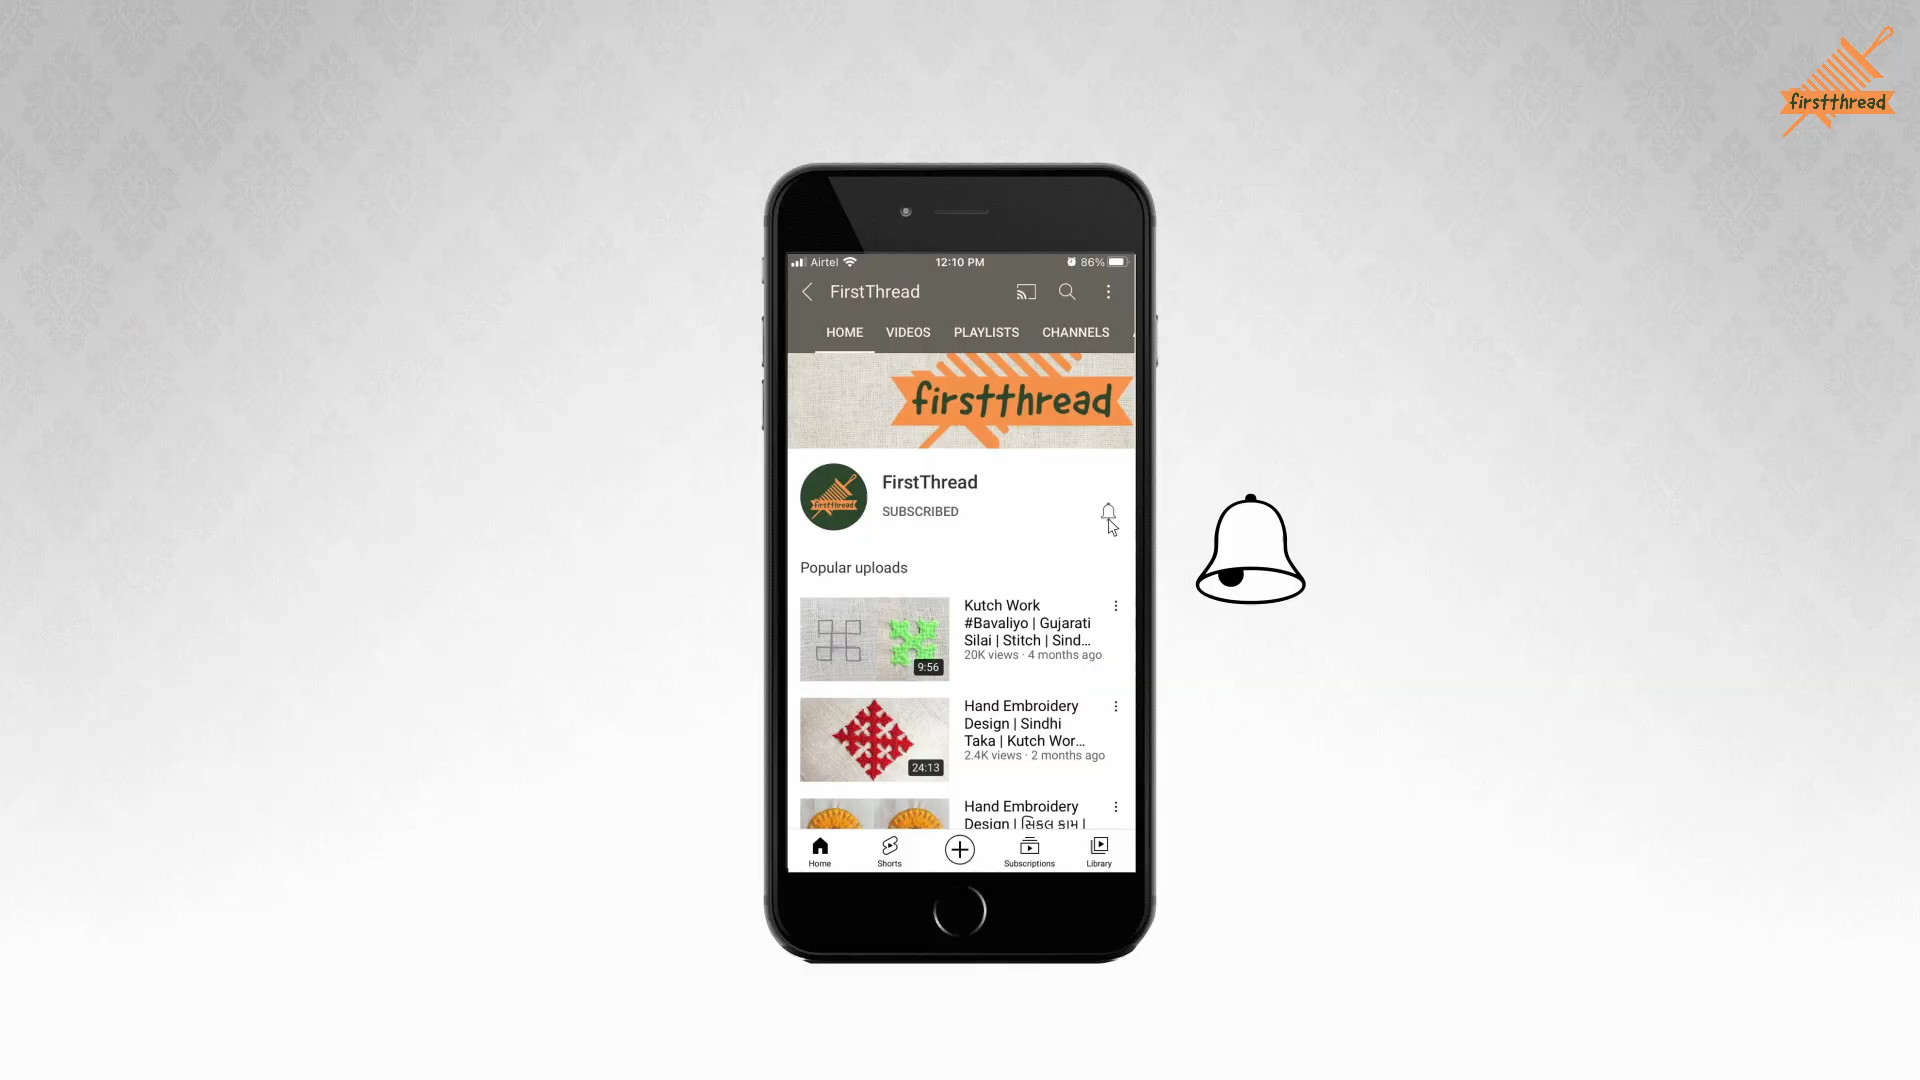 firstthread
Airtel
12:10 PM
86%
FirstThread
HOME VIDEOS PLAYLISTS CHANNELS
firstthread
firstthread
FirstThread
SUBSCRIBED
Popular uploads
Kutch Work
#Bavaliyo | Gujarati
Silai | Stitch | Sind...
20K views · 4 months ago
9:56
Hand Embroidery
Design | Sindhi
Taka | Kutch Wor...
2.4K views · 2 months ago
24:13
Hand Embroidery
Design |
Home Shorts Subscriptions Library